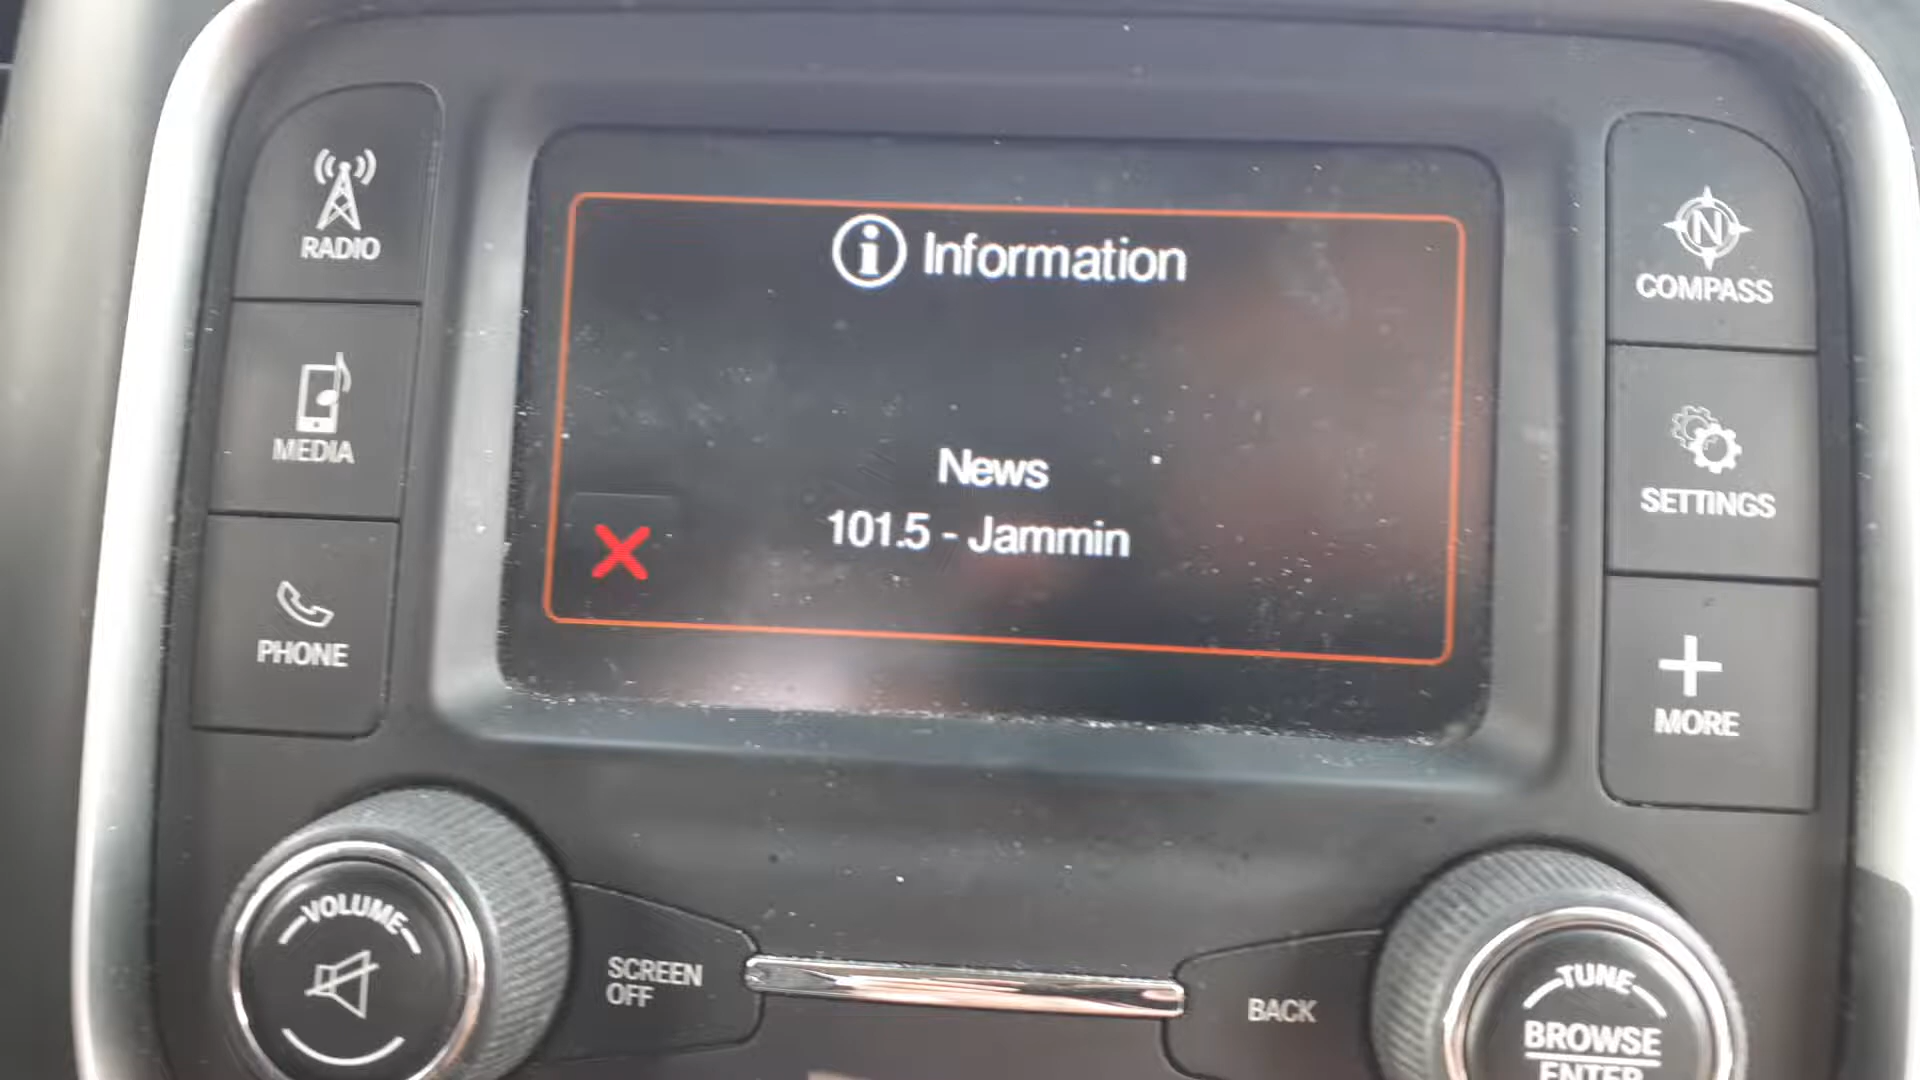 RADIO
MEDIA
PHONE
Information
News
101.5 - Jammin
N
COMPASS
SETTINGS
MORE
VOLUME
SCREEN
OFF
BACK
TUNE
BROWSE
ENTER